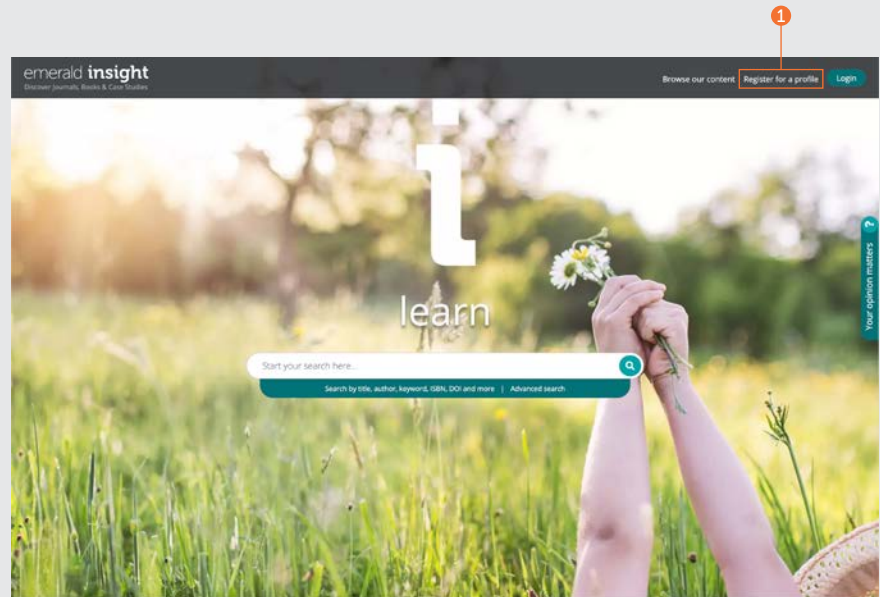 1
emerald insight
Discover Journals, Books & Case Studies
Browse our content Register for a profile Login
i
learn
Your opinion matters ?
Start your search here...
Search by title, author, keyword, ISBN, DOI and more | Advanced search